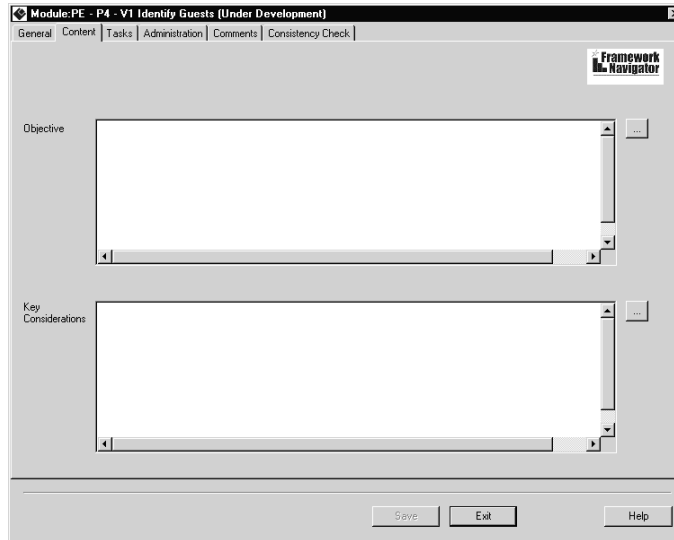 Module:PE - P4 - V1 Identify Guests (Under Development)
General Content Tasks Administration Comments Consistency Check
Framework
Navigator
Objective
...
Key
Considerations
...
Save Exit Help